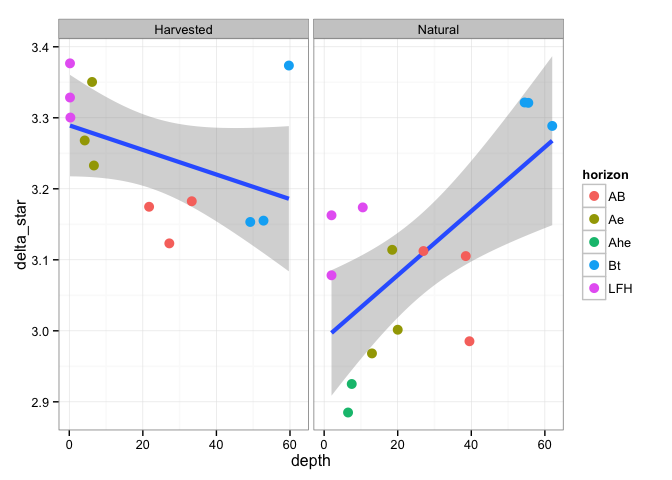 Harvested
Natural
3.4
3.3
3.2
3.1
3.0
2.9
delta_star
0 20 40 60
0 20 40 60
depth
horizon
AB
Ae
Ahe
Bt
LFH